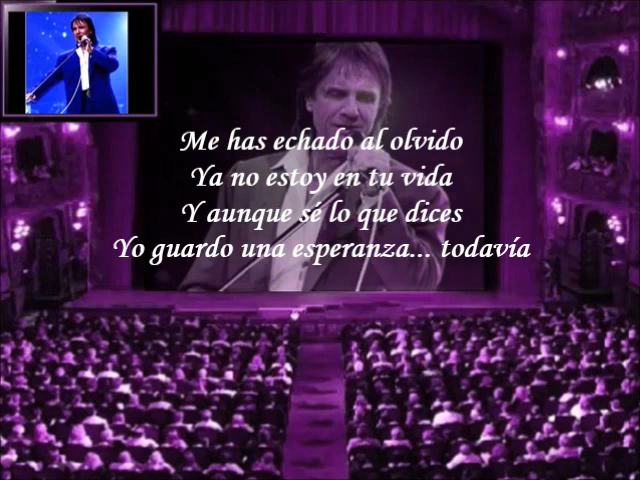 Me has echado al olvido
Ya no estoy en tu vida
Y aunque sé lo que dices
Yo guardo una esperanza... todavía